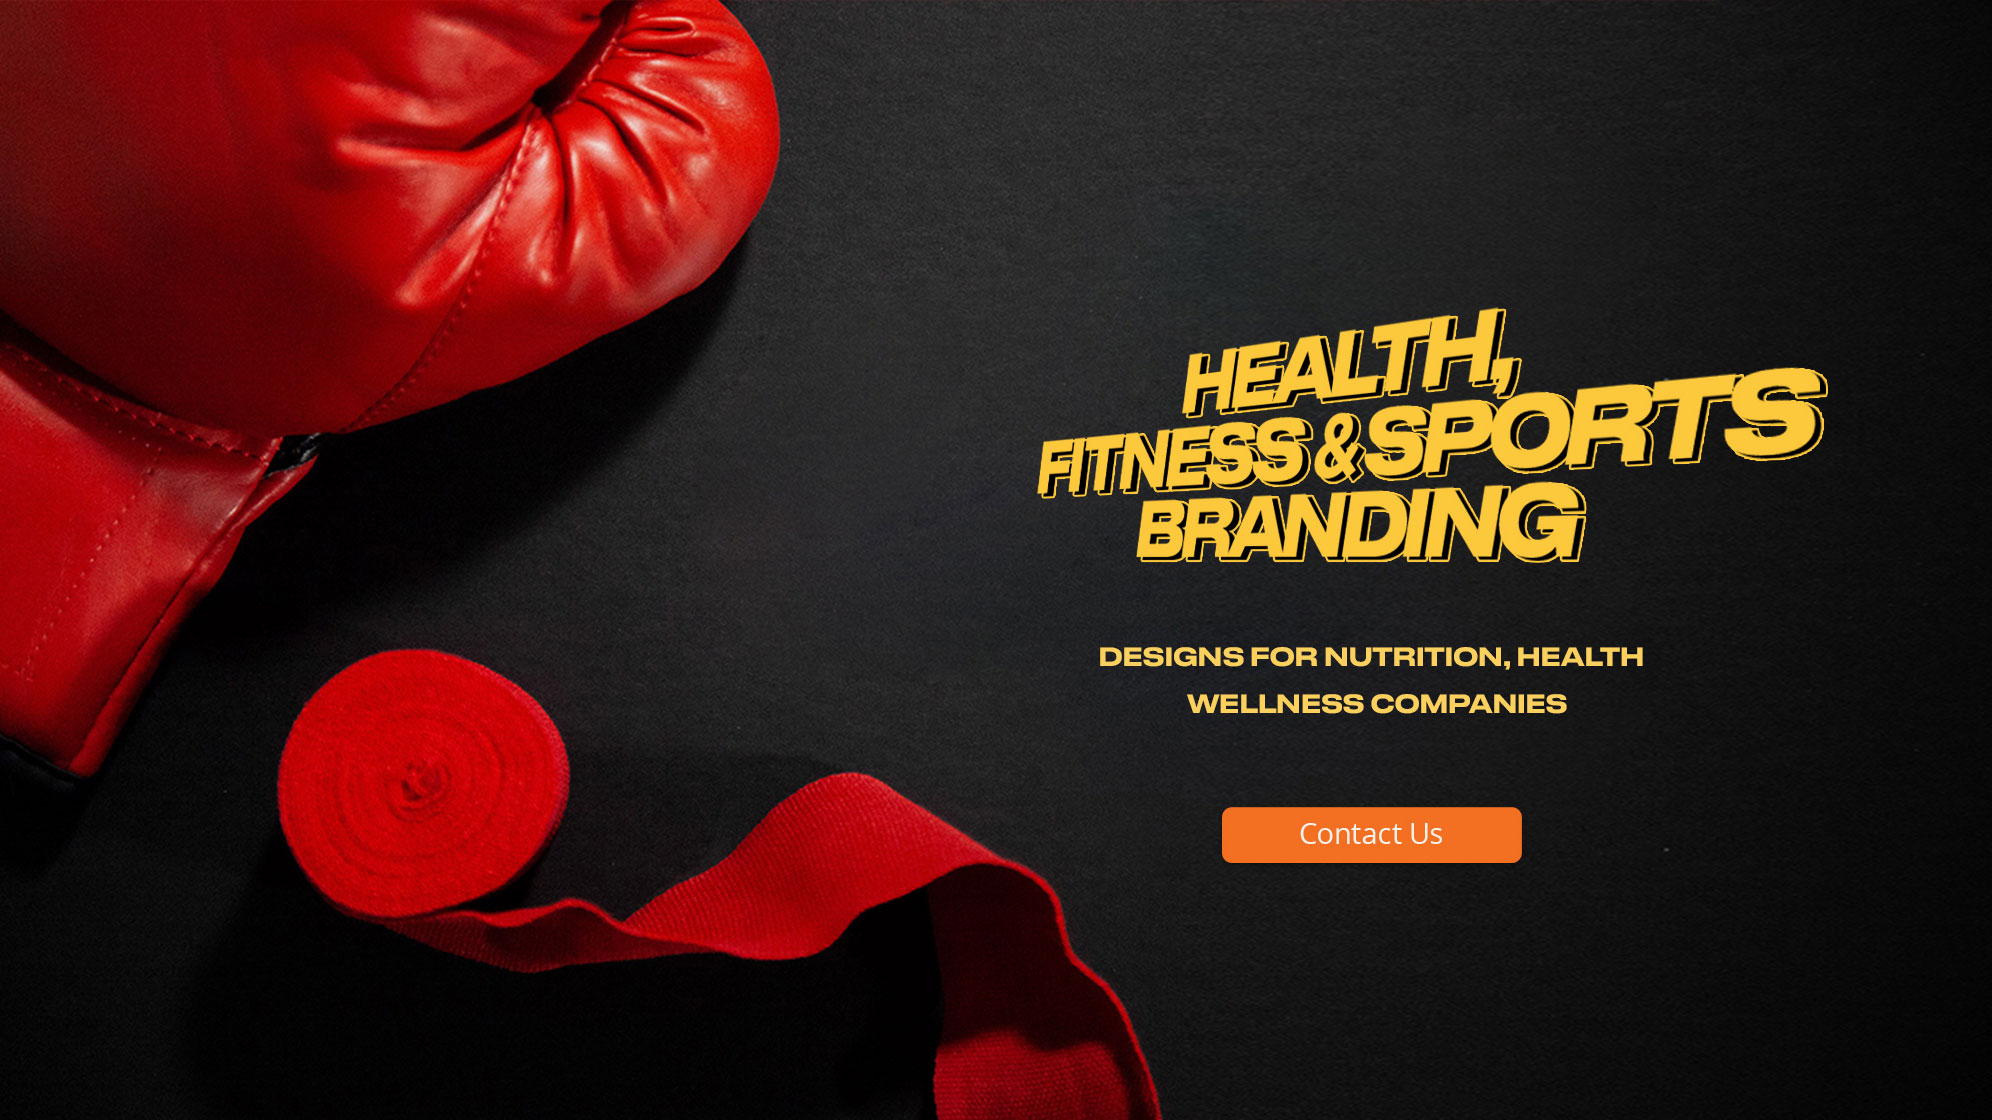 HEALTH,
FITNESS & SPORTS
BRANDING
DESIGNS FOR NUTRITION, HEALTH
WELLNESS COMPANIES
Contact Us